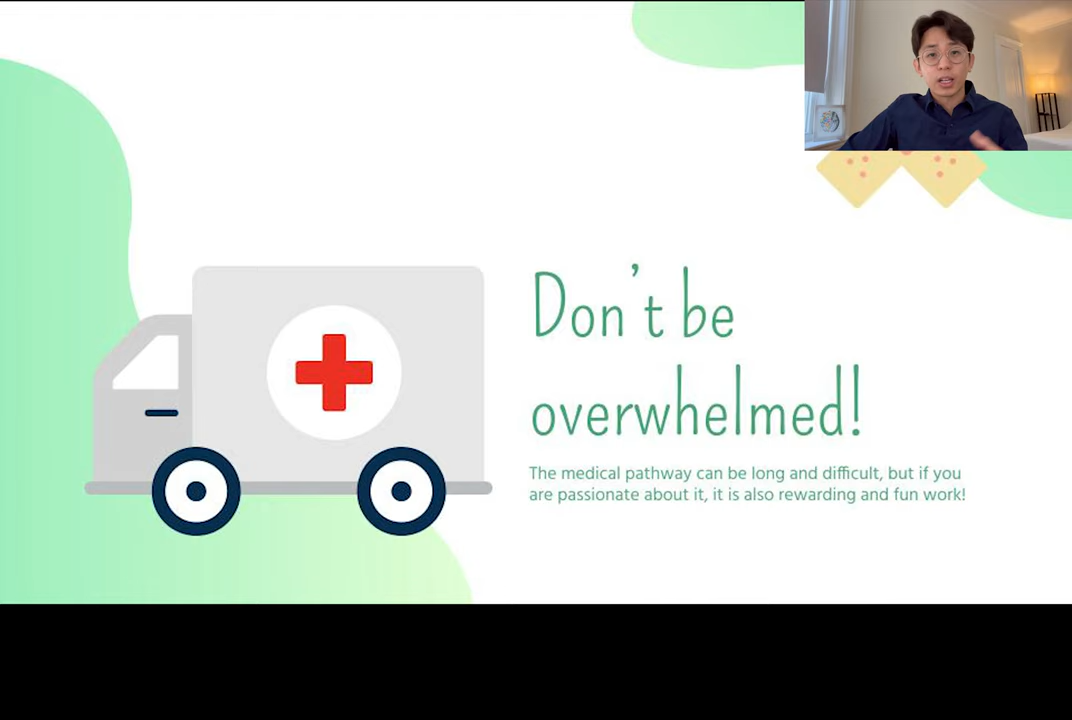 Don't be
overwhelmed!
The medical pathway can be long and difficult, but if you
are passionate about it, it is also rewarding and fun work!